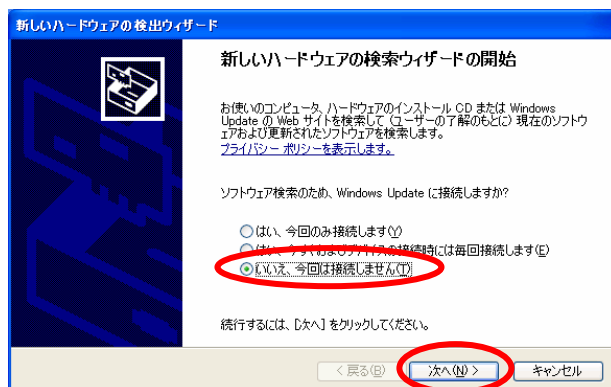 新しいハードウェアの検出ウィザード
新しいハードウェアの検索ウィザードの開始
お使いのコンピュータ、ハードウェアのインストール CD または Windows
Update の Web サイトを検索して (ユーザーの了解のもとに) 現在のソフトウ
ェアおよび更新されたソフトウェアを検索します。
プライバシー ポリシーを表示します。
ソフトウェア検索のため、Windows Update に接続しますか?
はい、今回のみ接続します(Y)
はい、今すぐおよびデバイスの接続時には毎回接続します(E)
いいえ、今回は接続しません(T)
続行するには、[次へ] をクリックしてください。
< 戻る(B)
次へ(N) >
キャンセル